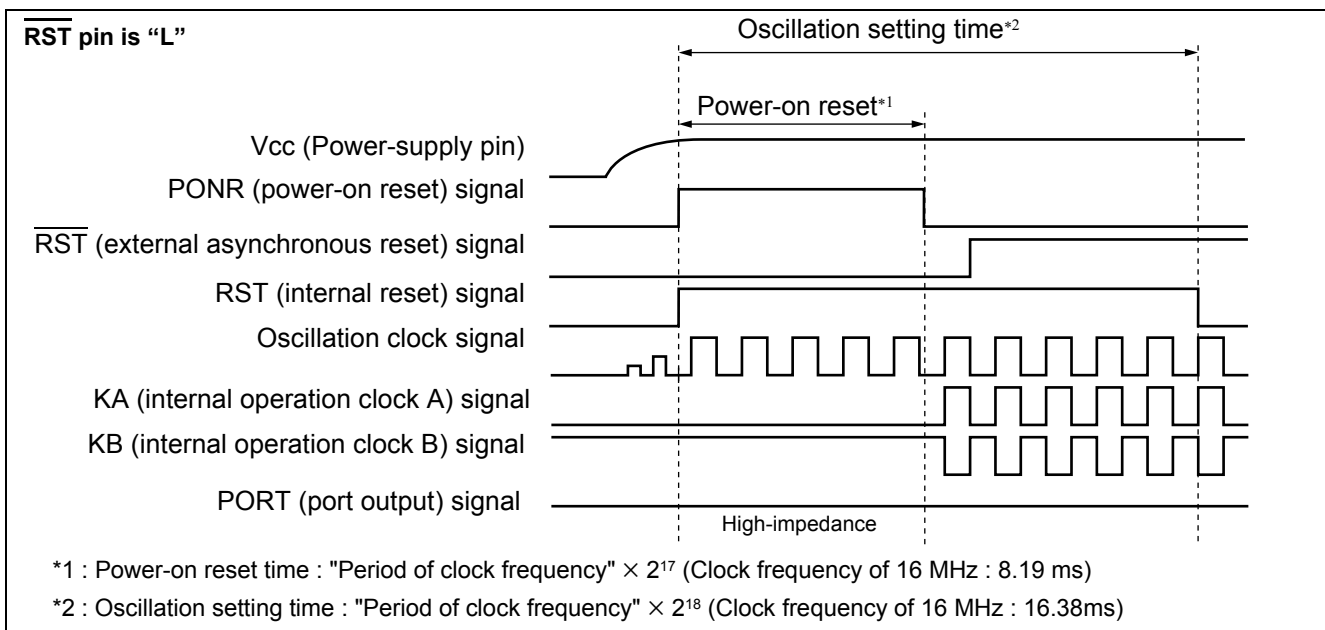 RST pin is “L”
Oscillation setting time*2
Power-on reset*1
Vcc (Power-supply pin)
PONR (power-on reset) signal
RST (external asynchronous reset) signal
RST (internal reset) signal
Oscillation clock signal
KA (internal operation clock A) signal
KB (internal operation clock B) signal
PORT (port output) signal
High-impedance
*1 : Power-on reset time : "Period of clock frequency" × 2¹⁷ (Clock frequency of 16 MHz : 8.19 ms)
*2 : Oscillation setting time : "Period of clock frequency" × 2¹⁸ (Clock frequency of 16 MHz : 16.38ms)